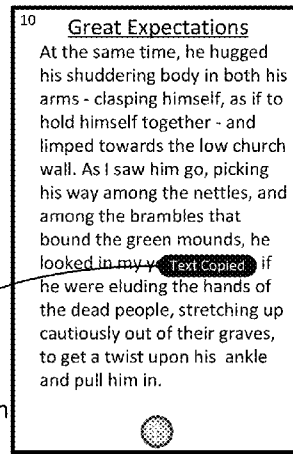 10
Great Expectations
At the same time, he hugged
his shuddering body in both his
arms - clasping himself, as if to
hold himself together - and
limped towards the low church
wall. As I saw him go, picking
his way among the nettles, and
among the brambles that
bound the green mounds, he
looked in my Text Copied if
he were eluding the hands of
the dead people, stretching up
cautiously out of their graves,
to get a twist upon his ankle
and pull him in.